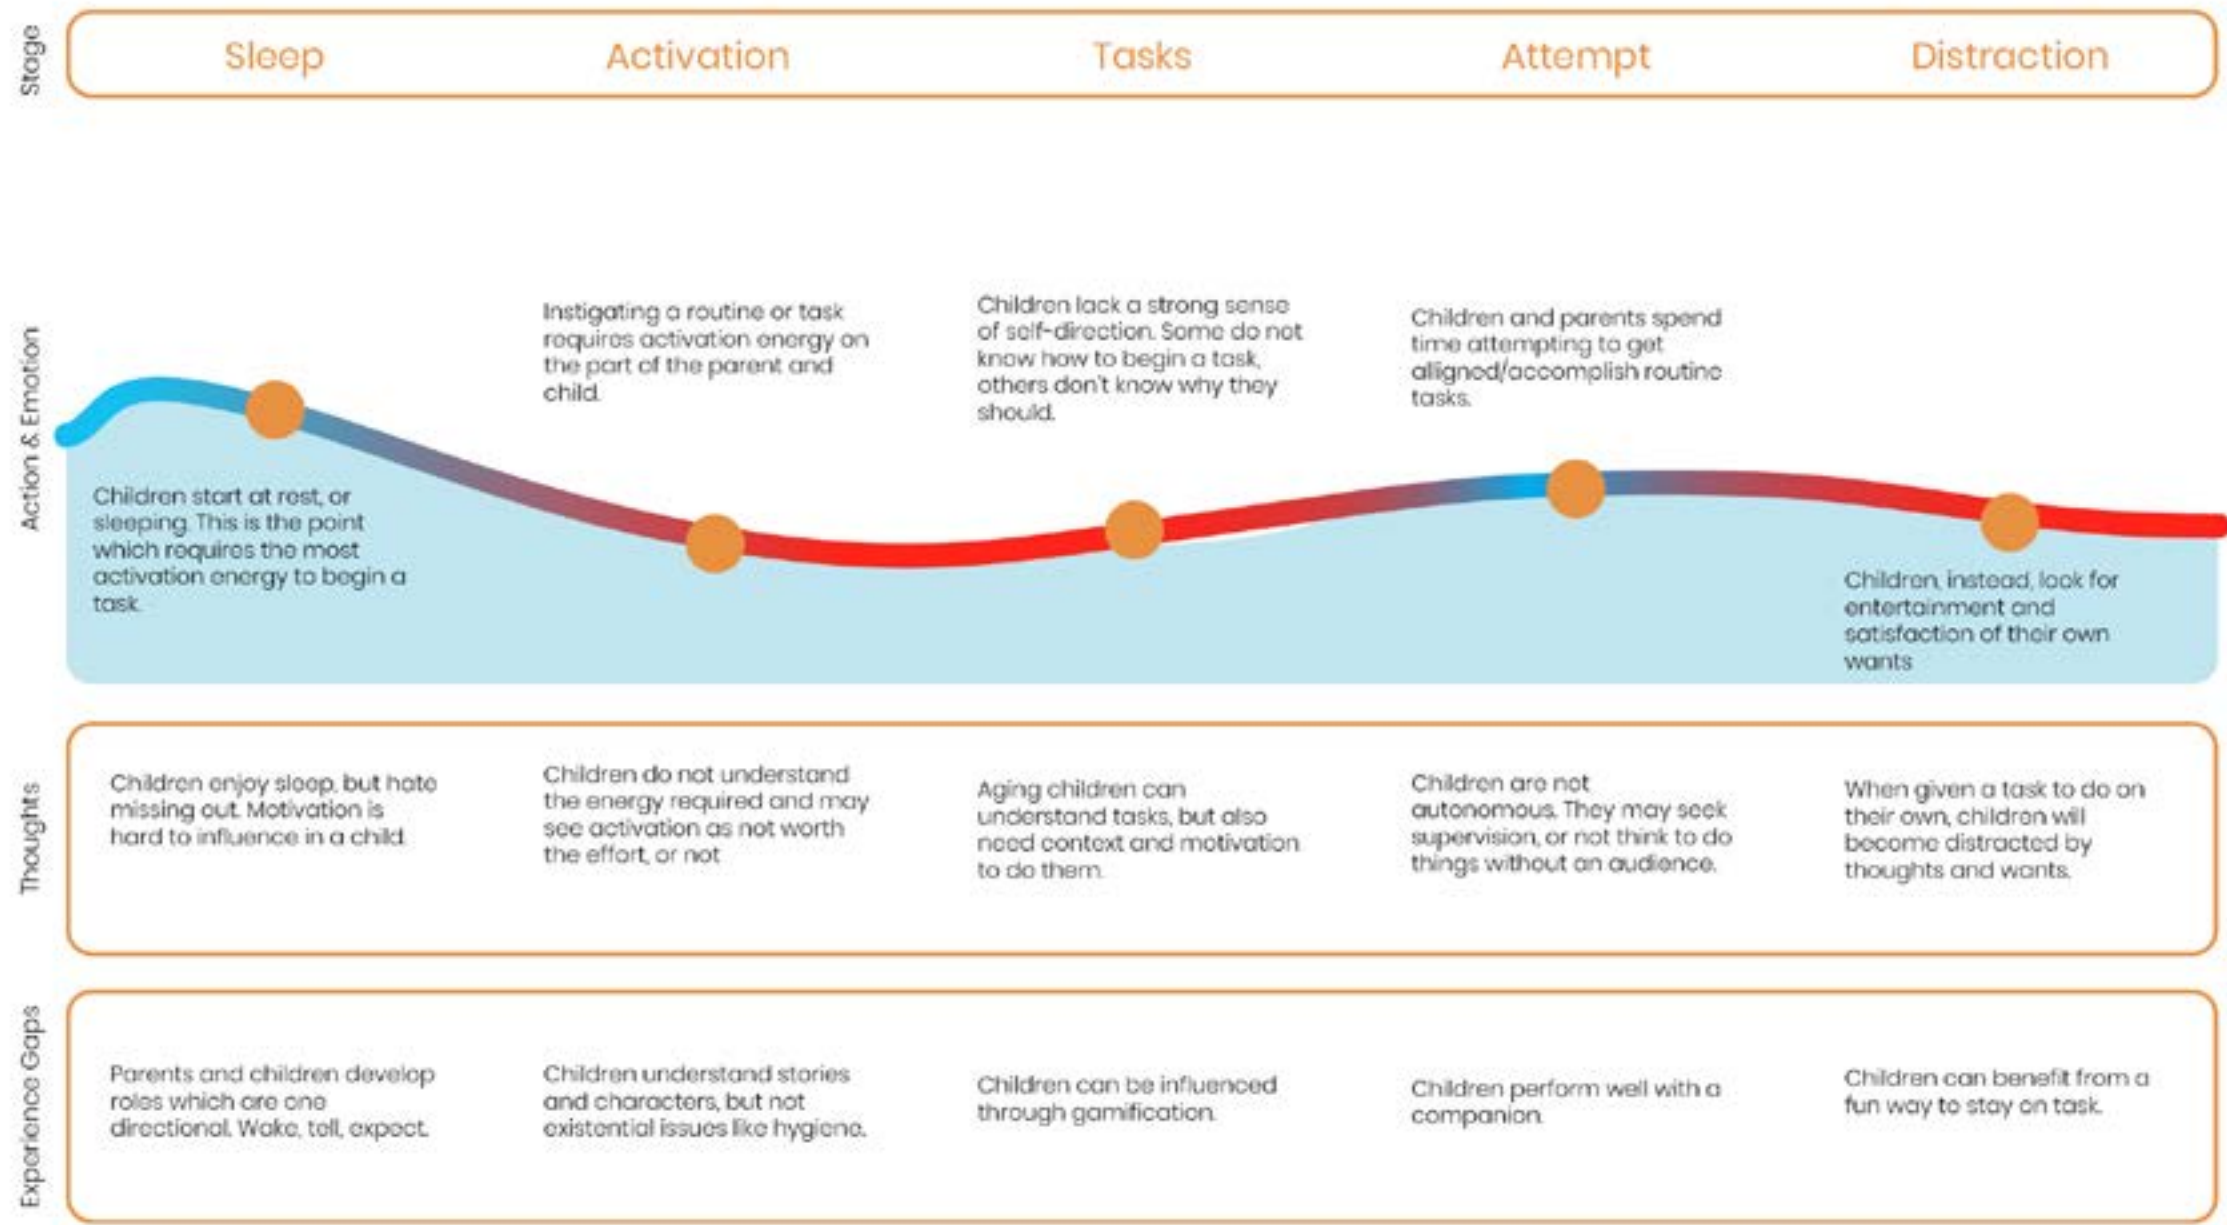 Stage
Sleep
Activation
Tasks
Attempt
Distraction
Action & Emotion
Children start at rest, or
sleeping. This is the point
which requires the most
activation energy to begin a
task.
Instigating a routine or task
requires activation energy on
the part of the parent and
child.
Children lack a strong sense
of self-direction. Some do not
know how to begin a task,
others don't know why they
should.
Children and parents spend
time attempting to get
alligned/accomplish routine
tasks.
Children, instead, look for
entertainment and
satisfaction of their own
wants
Thoughts
Children enjoy sleep, but hate
missing out. Motivation is
hard to influence in a child.
Children do not understand
the energy required and may
see activation as not worth
the effort, or not
Aging children can
understand tasks, but also
need context and motivation
to do them.
Children are not
autonomous. They may seek
supervision, or not think to do
things without an audience.
When given a task to do on
their own, children will
become distracted by
thoughts and wants.
Experience Gaps
Parents and children develop
roles which are one
directional. Wake, tell, expect.
Children understand stories
and characters, but not
existential issues like hygiene.
Children can be influenced
through gamification.
Children perform well with a
companion.
Children can benefit from a
fun way to stay on task.